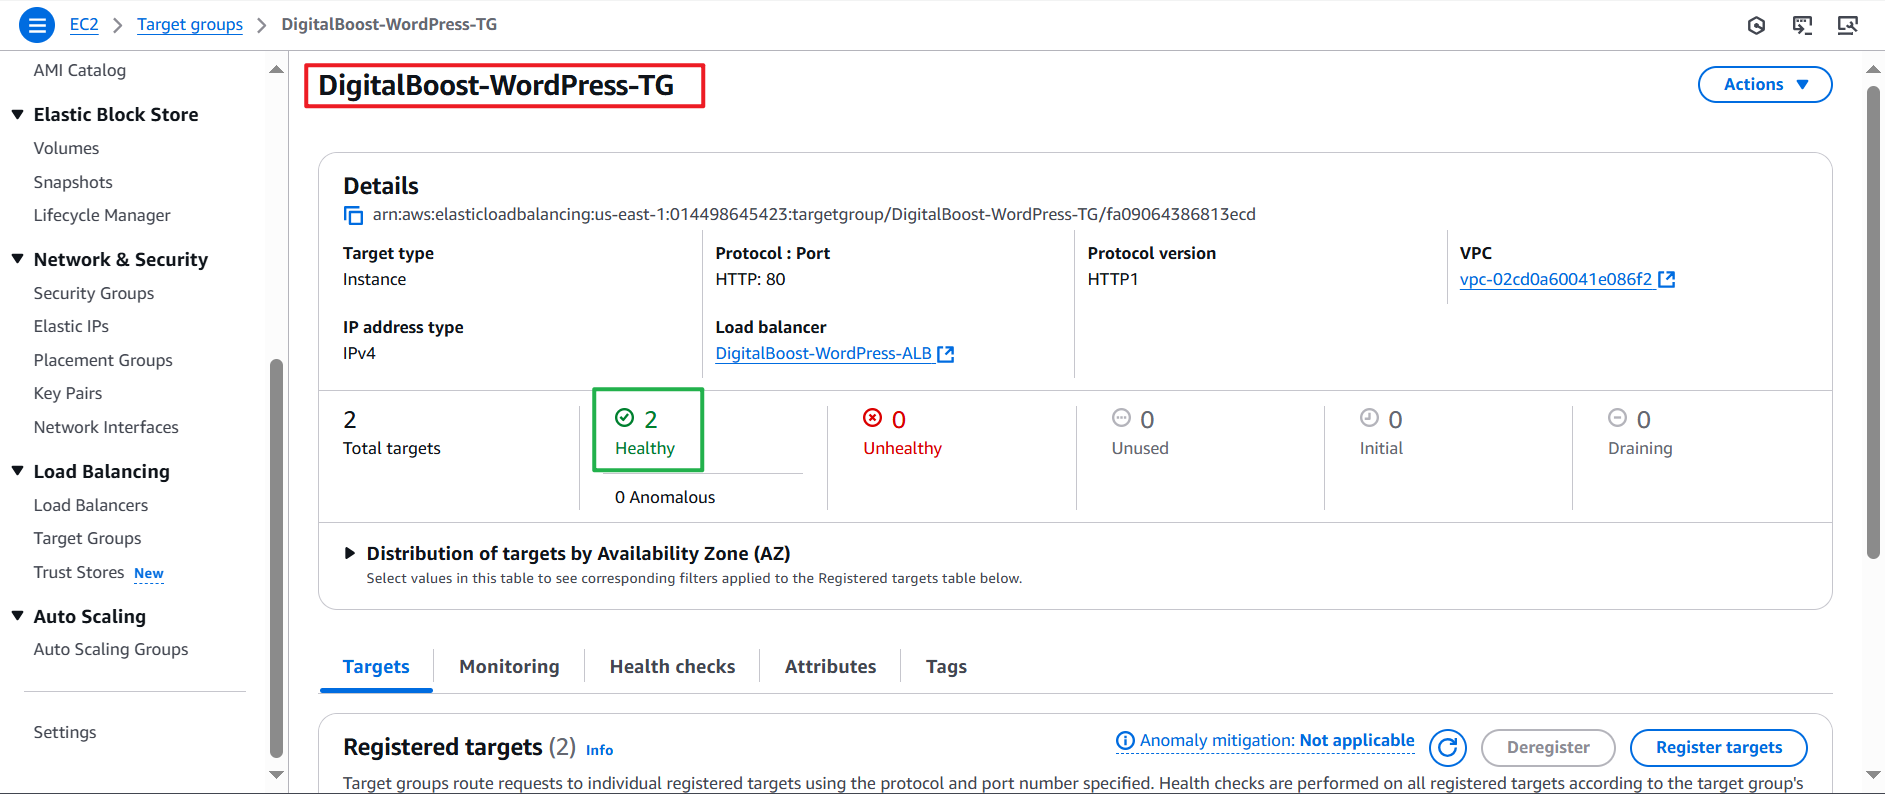 EC2 > Target groups > DigitalBoost-WordPress-TG
AMI Catalog
Elastic Block Store
Volumes
Snapshots
Lifecycle Manager
Network & Security
Security Groups
Elastic IPs
Placement Groups
Key Pairs
Network Interfaces
Load Balancing
Load Balancers
Target Groups
Trust Stores New
Auto Scaling
Auto Scaling Groups
Settings
DigitalBoost-WordPress-TG
Actions
Details
arn:aws:elasticloadbalancing:us-east-1:014498645423:targetgroup/DigitalBoost-WordPress-TG/fa09064386813ecd
Target type
Instance
Protocol : Port
HTTP: 80
Protocol version
HTTP1
VPC
vpc-02cd0a60041e086f2
IP address type
IPv4
Load balancer
DigitalBoost-WordPress-ALB
2
Total targets
2
Healthy
0 Anomalous
0
Unhealthy
0
Unused
0
Initial
0
Draining
Distribution of targets by Availability Zone (AZ)
Select values in this table to see corresponding filters applied to the Registered targets table below.
Targets
Monitoring
Health checks
Attributes
Tags
Registered targets (2) Info
Anomaly mitigation: Not applicable
Deregister
Register targets
Target groups route requests to individual registered targets using the protocol and port number specified. Health checks are performed on all registered targets according to the target group's